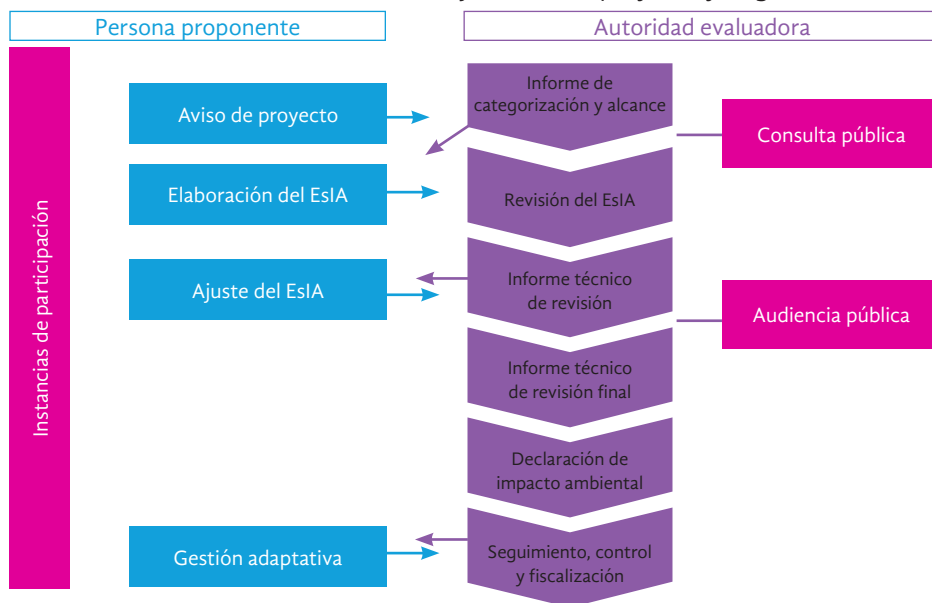 Persona proponente
Autoridad evaluadora
Instancias de participación
Informe de
categorización y alcance
Aviso de proyecto
Consulta pública
Elaboración del EsIA
Revisión del EsIA
Ajuste del EsIA
Informe técnico
de revisión
Audiencia pública
Informe técnico
de revisión final
Declaración de
impacto ambiental
Gestión adaptativa
Seguimiento, control
y fiscalización